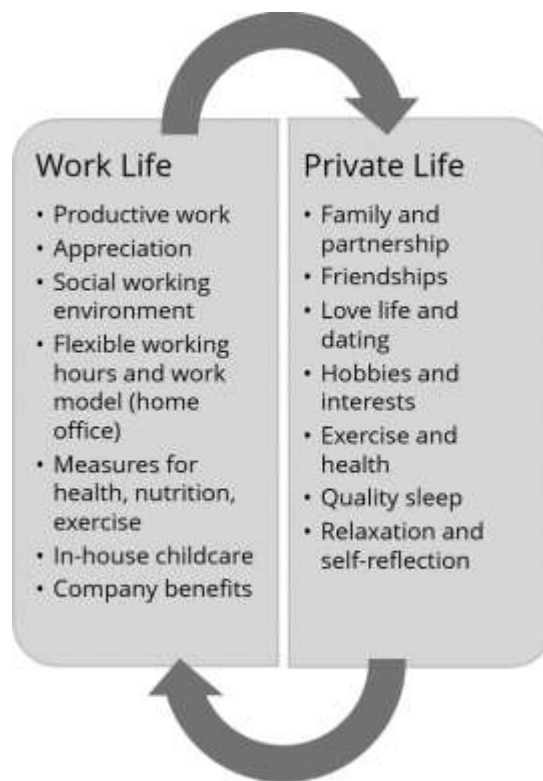 Work Life
• Productive work
• Appreciation
• Social working
environment
• Flexible working
hours and work
model (home
office)
• Measures for
health, nutrition,
exercise
• In-house childcare
• Company benefits
Private Life
• Family and
partnership
• Friendships
• Love life and
dating
• Hobbies and
interests
• Exercise and
health
• Quality sleep
• Relaxation and
self-reflection